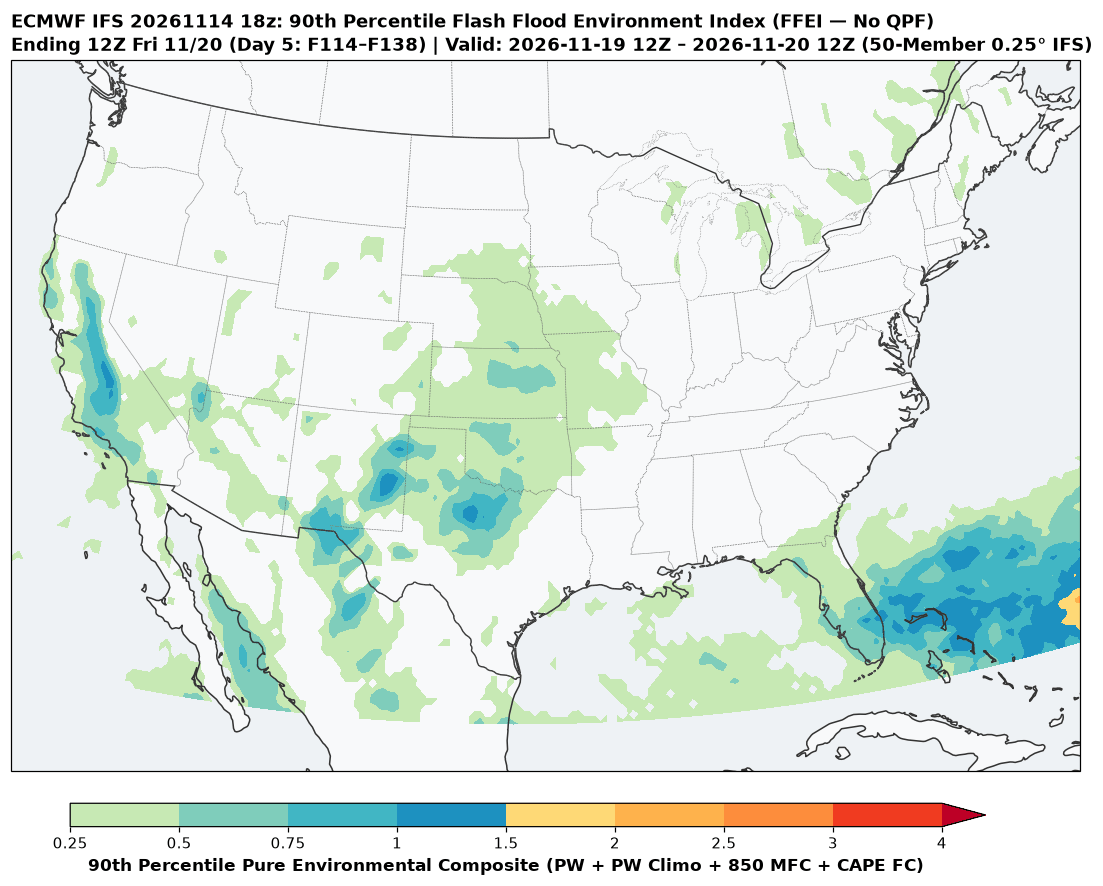 ECMWF IFS 20261114 18z: 90th Percentile Flash Flood Environment Index (FFEI — No QPF)
Ending 12Z Fri 11/20 (Day 5: F114–F138) | Valid: 2026-11-19 12Z – 2026-11-20 12Z (50-Member 0.25° IFS)
0.25 0.5 0.75 1 1.5 2 2.5 3 4
90th Percentile Pure Environmental Composite (PW + PW Climo + 850 MFC + CAPE FC)